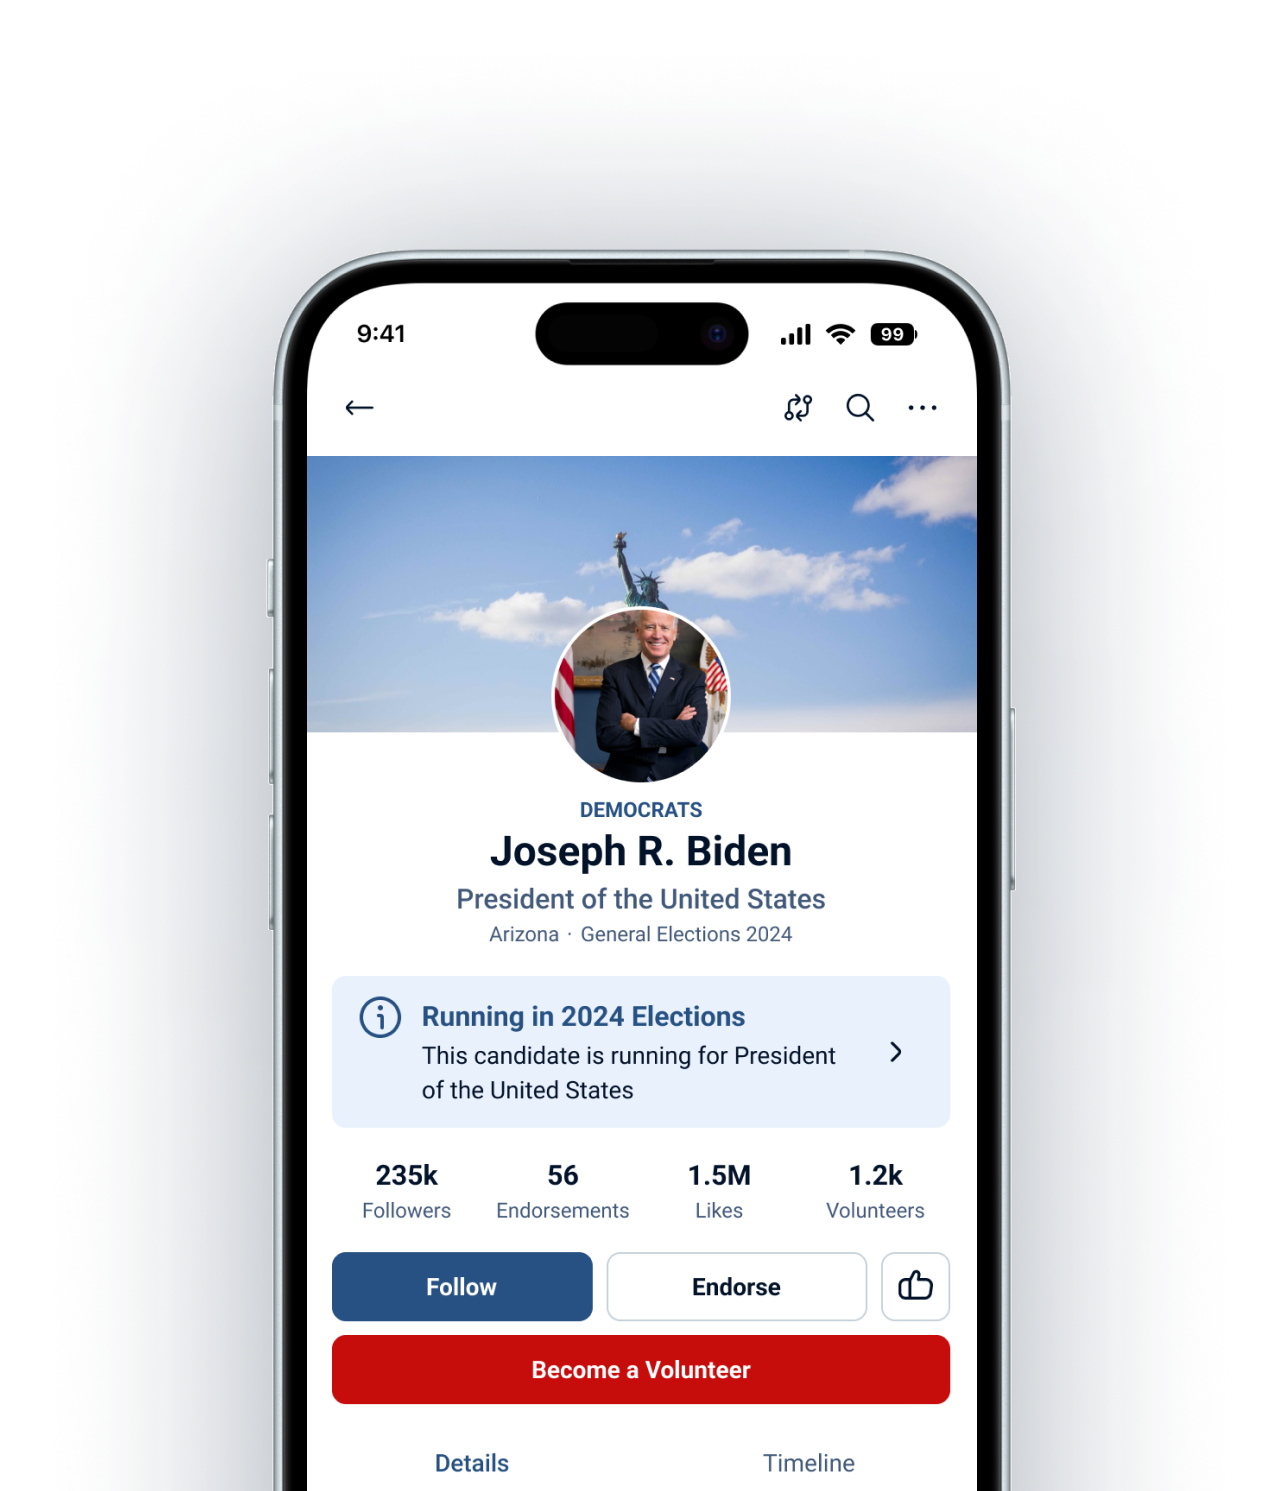 9:41
99
DEMOCRATS
Joseph R. Biden
President of the United States
Arizona · General Elections 2024
Running in 2024 Elections
This candidate is running for President
of the United States
235k 56 1.5M 1.2k
Followers Endorsements Likes Volunteers
Follow Endorse
Become a Volunteer
Details Timeline